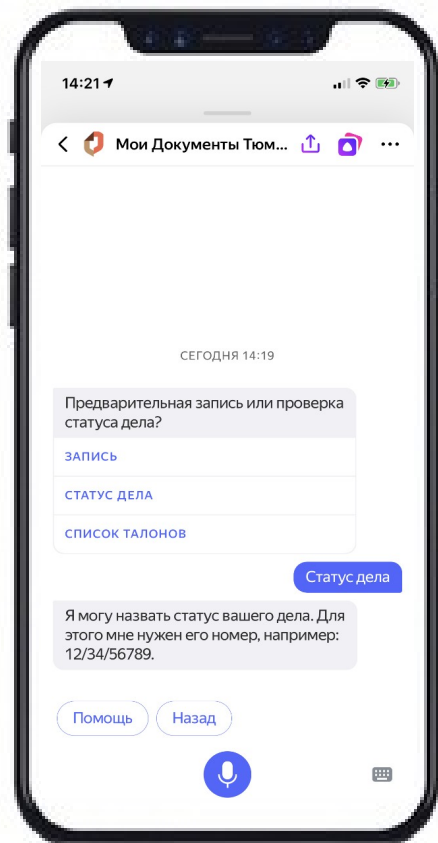 14:21
Мои Документы Тюм...
СЕГОДНЯ 14:19
Предварительная запись или проверка
статуса дела?
ЗАПИСЬ
СТАТУС ДЕЛА
СПИСОК ТАЛОНОВ
Статус дела
Я могу назвать статус вашего дела. Для
этого мне нужен его номер, например:
12/34/56789.
Помощь Назад